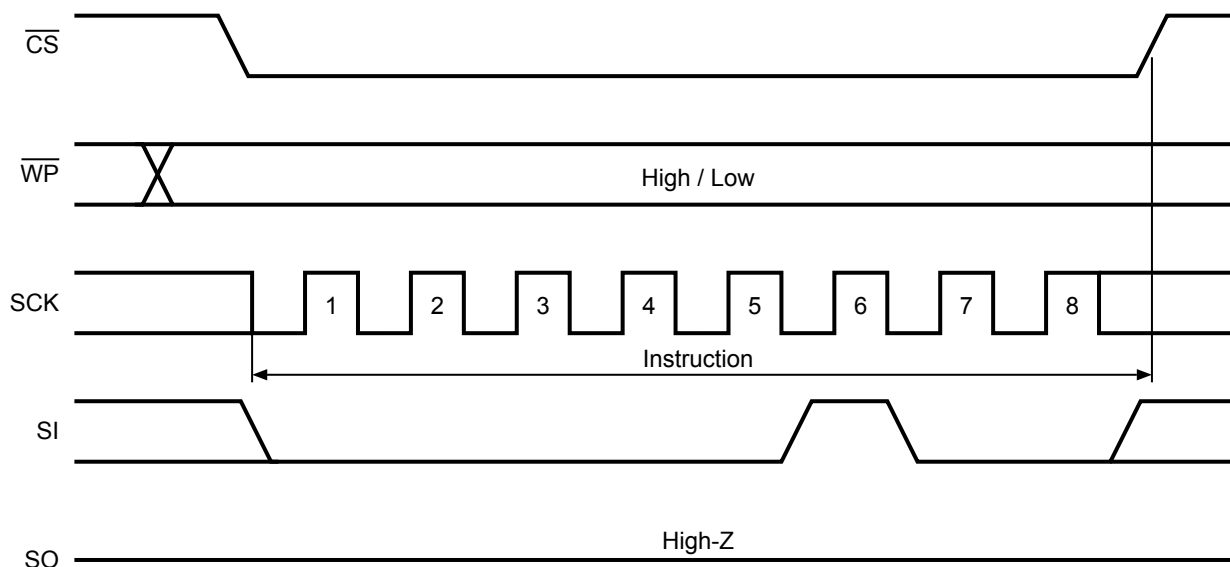 CS
WP
High / Low
SCK
1 2 3 4 5 6 7 8
Instruction
SI
High-Z
SO